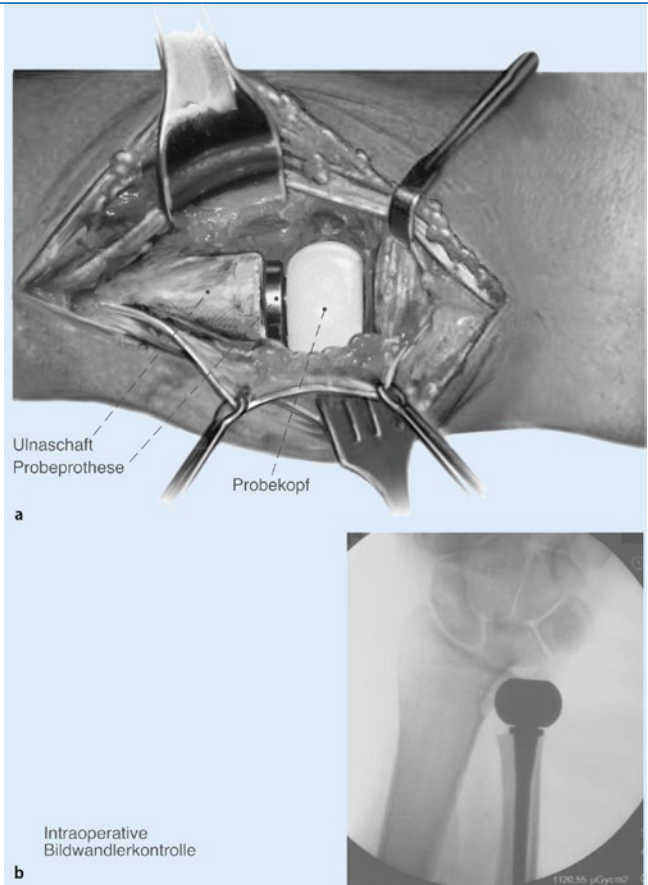 Ulnaschaft
Probeprothese
Probekopf
a
Intraoperative
Bildwandlerkontrolle
b
1120.55 µGycm2